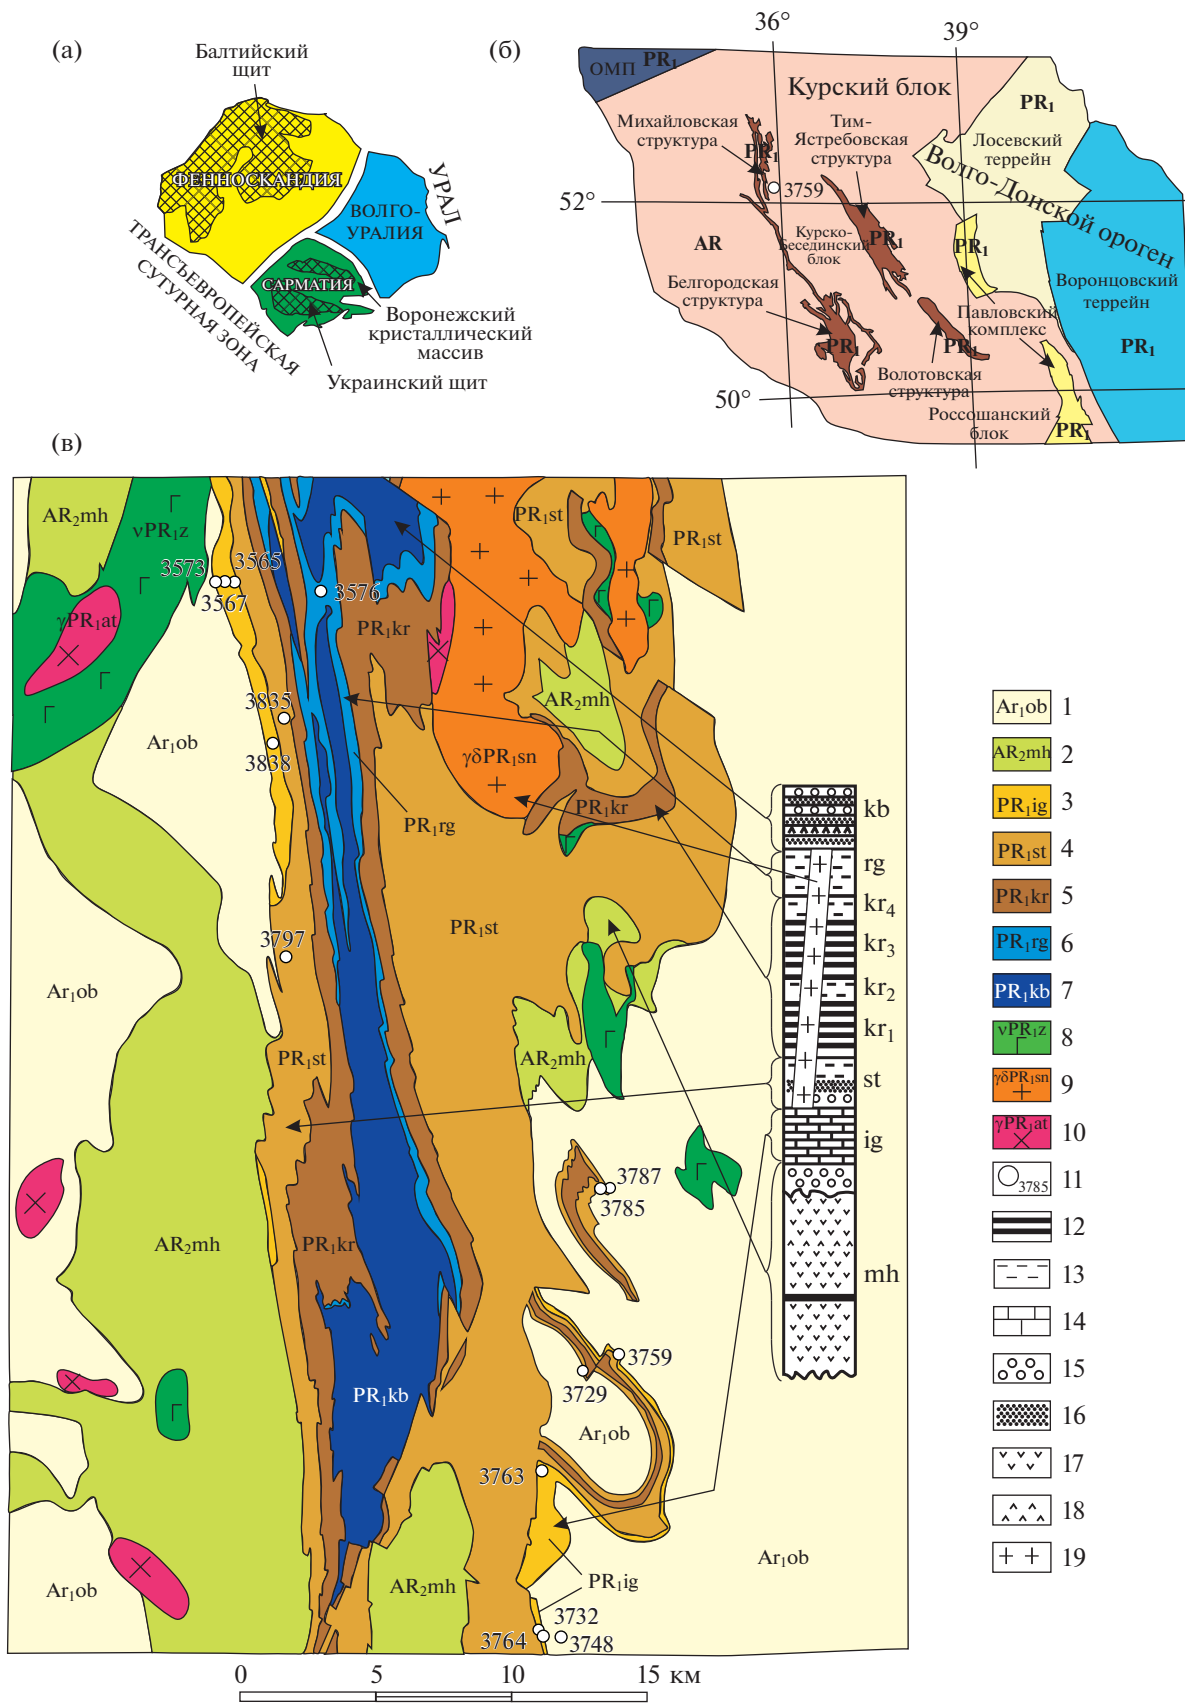 (а)
Балтийский
щит
ФЕННОСКАНДИЯ
УРАЛ
ВОЛГО-
УРАЛИЯ
САРМАТИЯ
ТРАНСЪЕВРОПЕЙСКАЯ
СУТУРНАЯ ЗОНА
Воронежский
кристаллический
массив
Украинский щит
(б)
36°
39°
ОМП
PR₁
Курский блок
PR₁
Михайловская
структура
Тим-
Ястребовская
структура
Лосевский
террейн
PR₁
3759
52°
Волго-Донской ороген
AR
Курско-
Бесединский
блок
PR₁
PR₁
Белгородская
структура
Воронцовский
террейн
Павловский
комплекс
PR₁
PR₁
PR₁
Волотовская
структура
50°
Россошанский
блок
PR₁
(в)
AR₂mh
νPR₁z
PR₁st
PR₁st
3573
3565
3567
3576
γPR₁at
PR₁kr
AR₂mh
3835
Ar₁ob
3838
γδPR₁sn
PR₁kr
PR₁rg
PR₁st
3797
Ar₁ob
PR₁st
AR₂mh
3787
3785
AR₂mh
PR₁kr
3759
3729
PR₁kb
Ar₁ob
3763
Ar₁ob
Ar₁ob
AR₂mh
PR₁ig
3732
3764
3748
0
5
10
15 км
kb
rg
kr₄
kr₃
kr₂
kr₁
st
ig
mh
Ar₁ob 1
AR₂mh 2
PR₁ig 3
PR₁st 4
PR₁kr 5
PR₁rg 6
PR₁kb 7
νPR₁z 8
γδPR₁sn 9
γPR₁at 10
3785 11
12
13
14
15
16
17
18
19